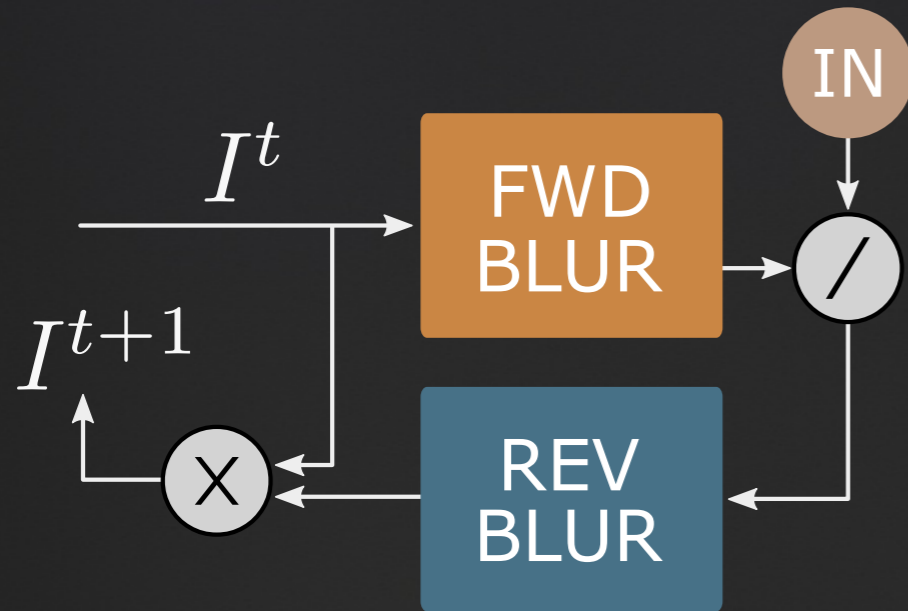 IN
I^t
FWD
BLUR
/
I^{t+1}
X
REV
BLUR